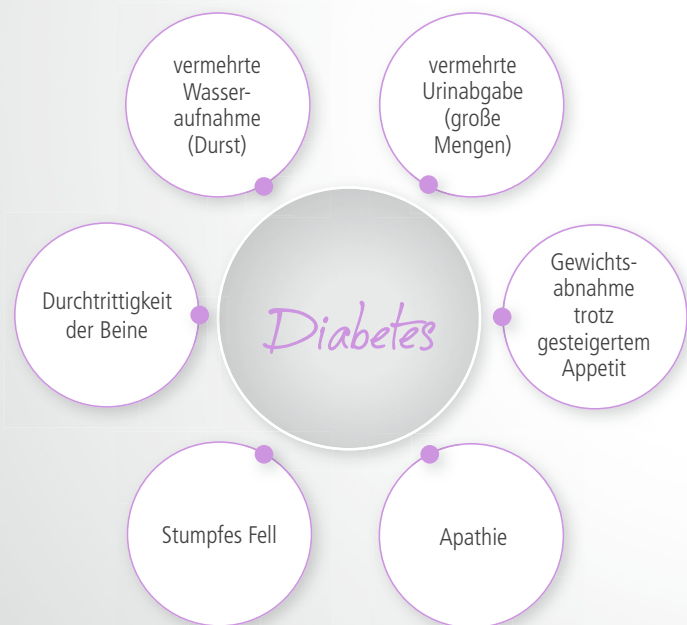 vermehrte
Wasser-
aufnahme
(Durst)
vermehrte
Urinabgabe
(große
Mengen)
Durchtrittigkeit
der Beine
Diabetes
Gewichts-
abnahme
trotz
gesteigertem
Appetit
Stumpfes Fell
Apathie